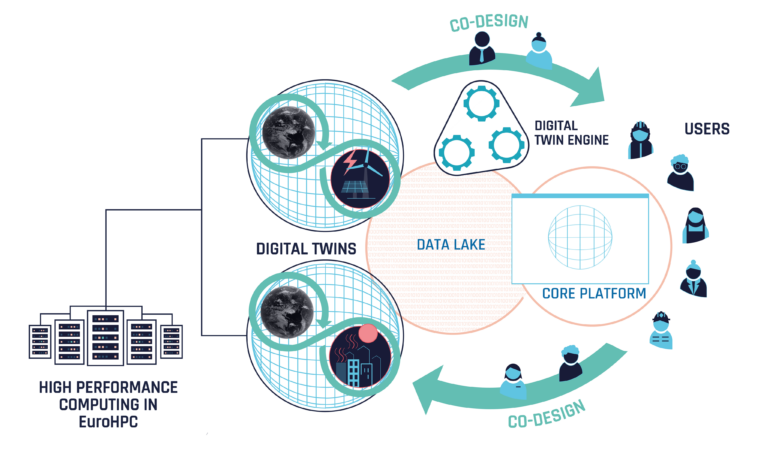 CO-DESIGN
DIGITAL
TWIN ENGINE
USERS
DIGITAL TWINS
DATA LAKE
CORE PLATFORM
HIGH PERFORMANCE
COMPUTING IN
EuroHPC
CO-DESIGN